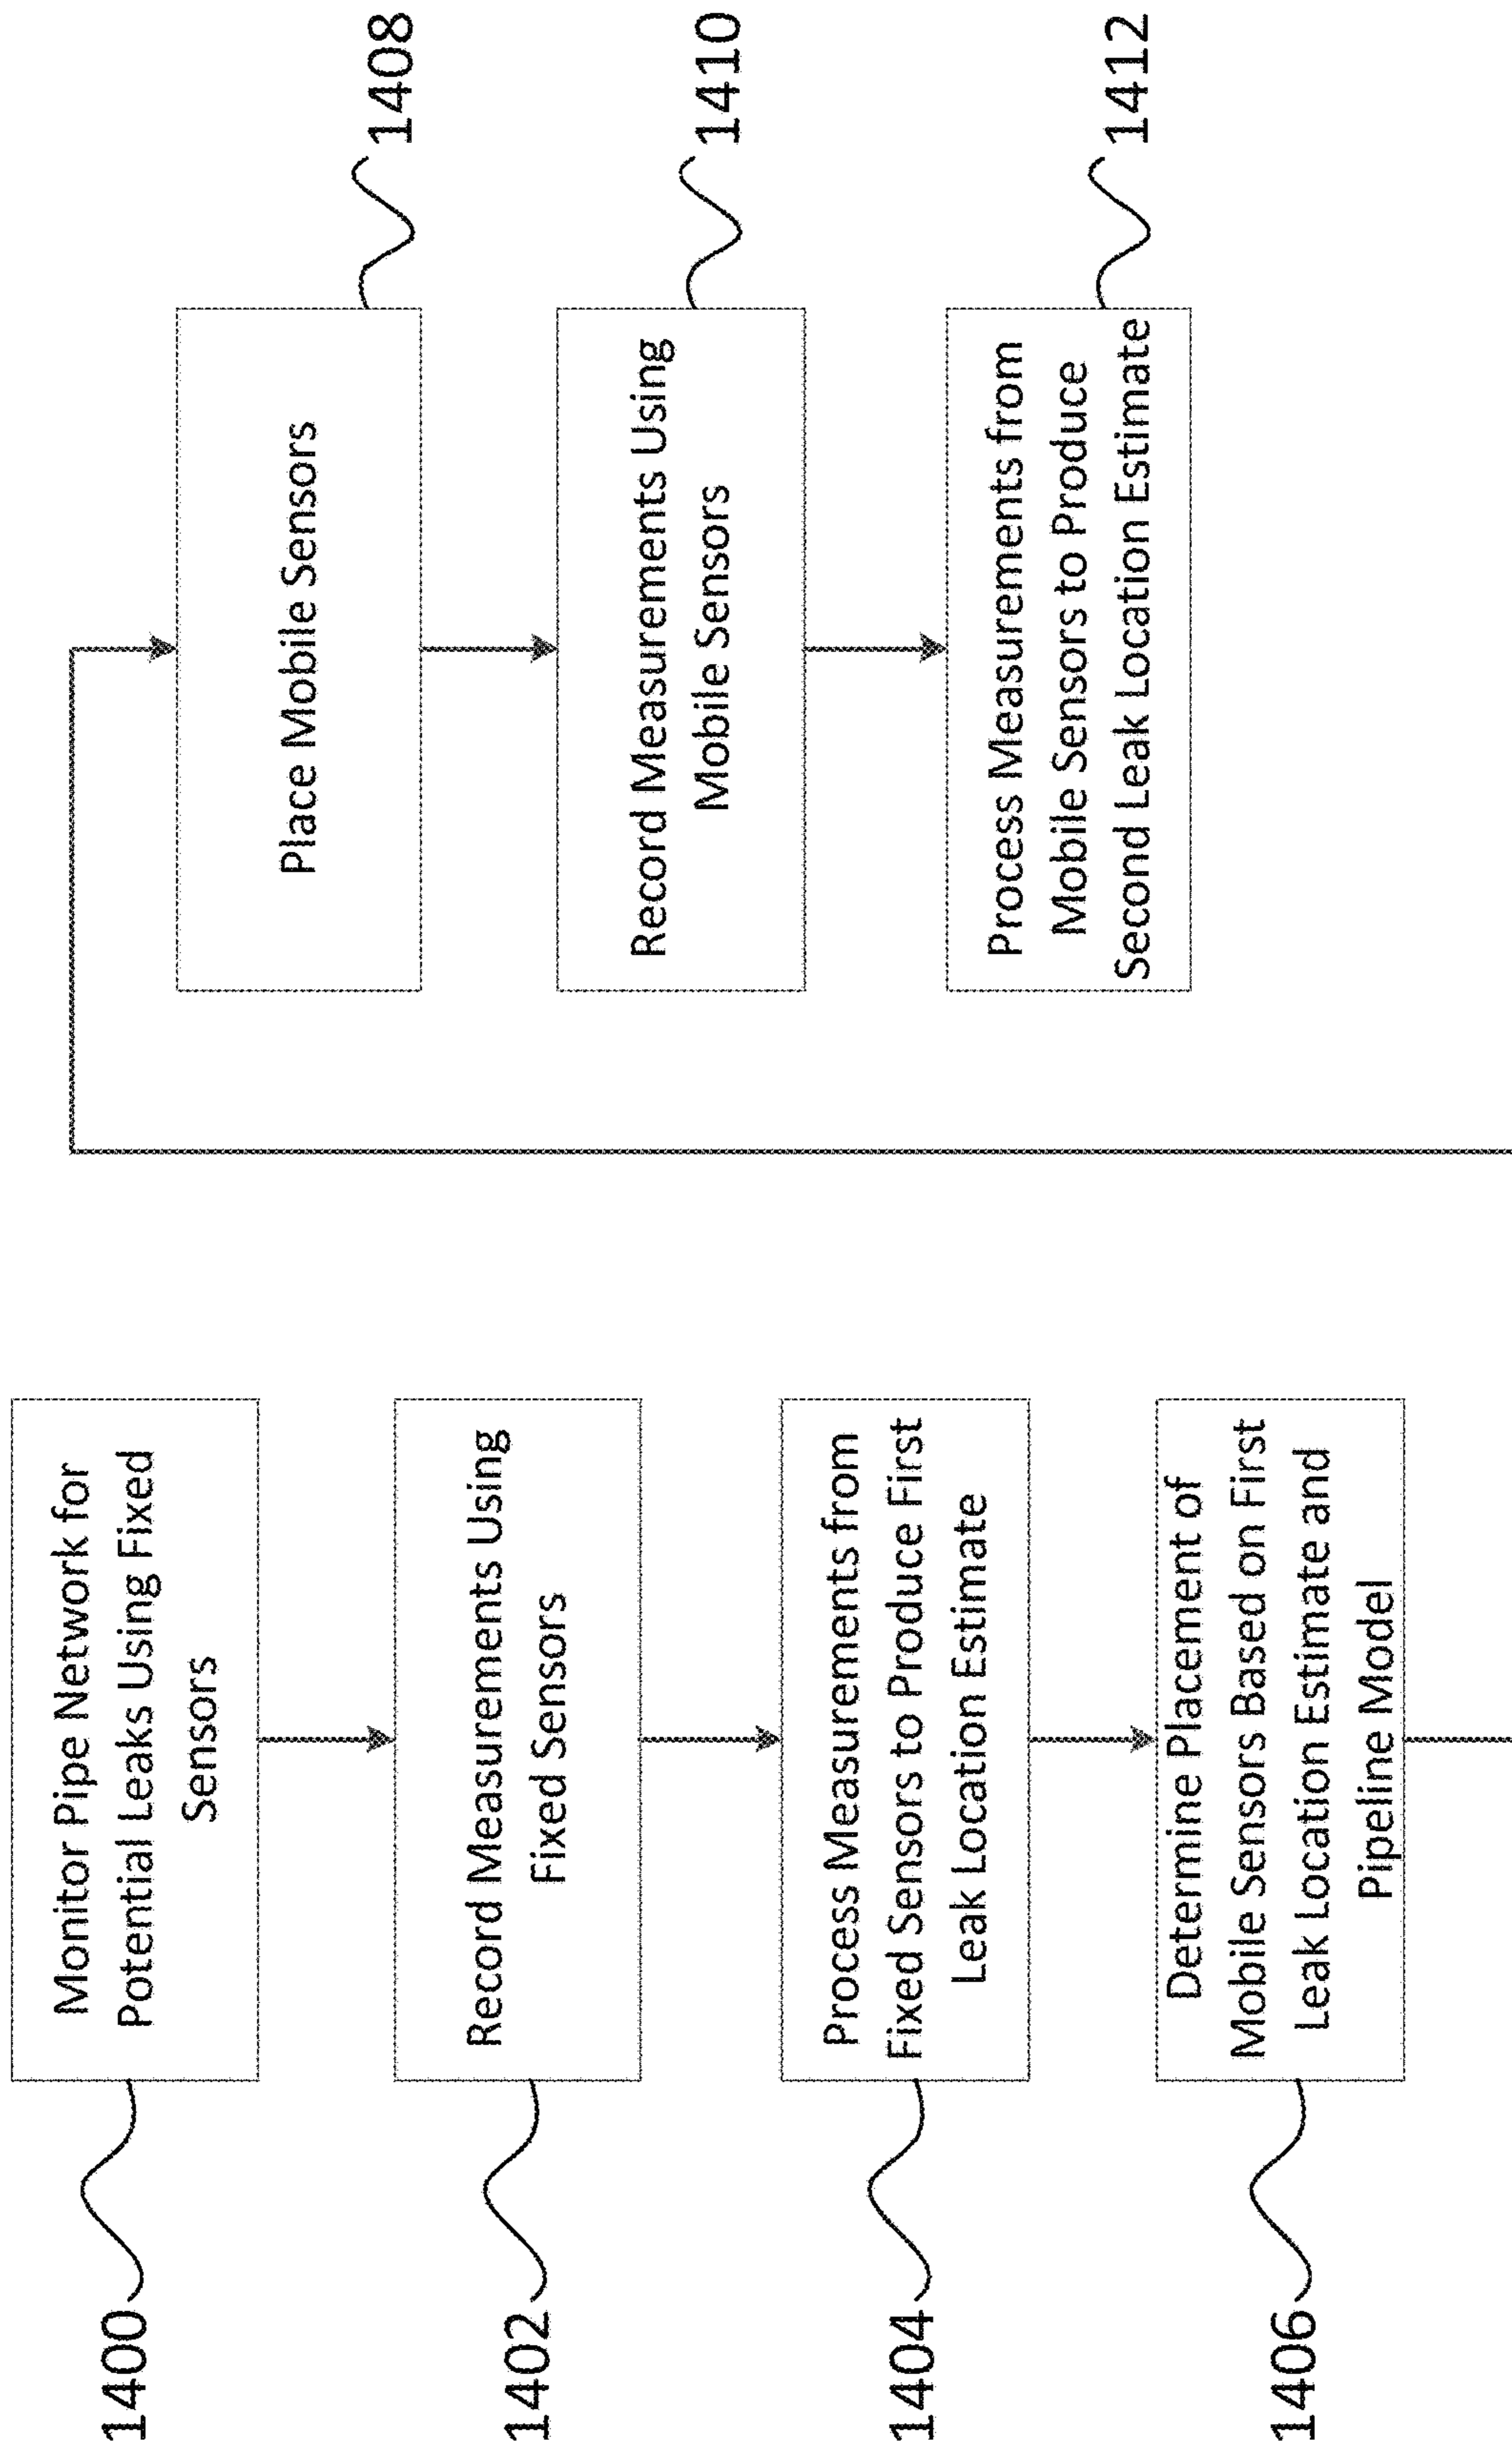 1400
Monitor Pipe Network for
Potential Leaks Using Fixed
Sensors
1402
Record Measurements Using
Fixed Sensors
1404
Process Measurements from
Fixed Sensors to Produce First
Leak Location Estimate
1406
Determine Placement of
Mobile Sensors Based on First
Leak Location Estimate and
Pipeline Model
Place Mobile Sensors
1408
Record Measurements Using
Mobile Sensors
1410
Process Measurements from
Mobile Sensors to Produce
Second Leak Location Estimate
1412